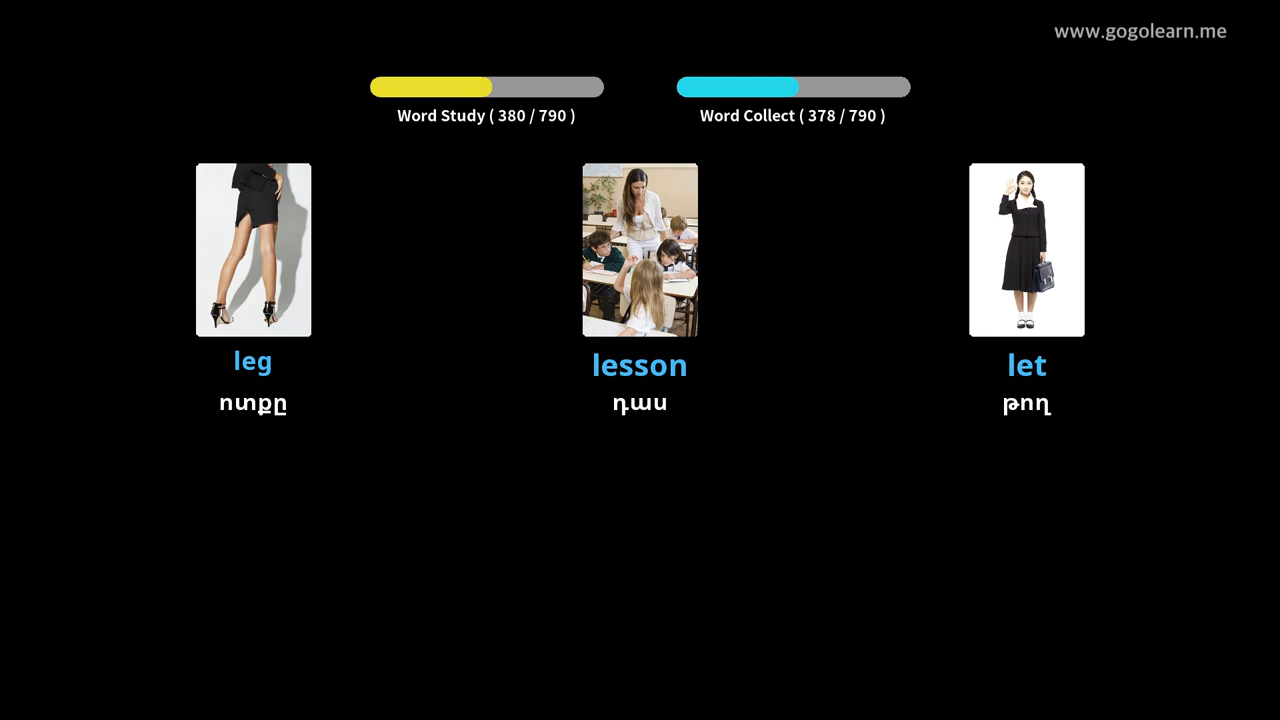 www.gogolearn.me
Word Study ( 380 / 790 )
Word Collect ( 378 / 790 )
leg
lesson
let
ոտքը
դաս
թող